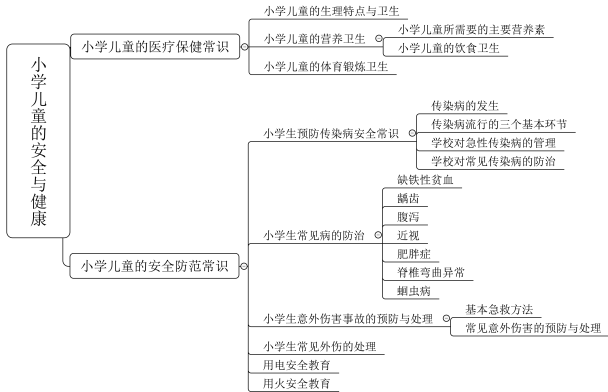 小学儿童的安全与健康
小学儿童的医疗保健常识
小学儿童的生理特点与卫生
小学儿童的营养卫生
小学儿童所需要的主要营养素
小学儿童的饮食卫生
小学儿童的体育锻炼卫生
小学儿童的安全防范常识
小学生预防传染病安全常识
传染病的发生
传染病流行的三个基本环节
学校对急性传染病的管理
学校对常见传染病的防治
小学生常见病的防治
缺铁性贫血
龋齿
腹泻
近视
肥胖症
脊椎弯曲异常
蛔虫病
小学生意外伤害事故的预防与处理
基本急救方法
常见意外伤害的预防与处理
小学生常见外伤的处理
用电安全教育
用火安全教育